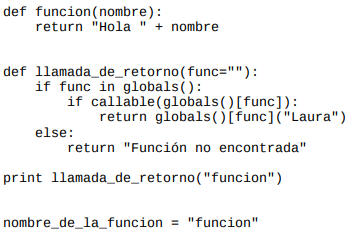 def funcion(nombre):
    return "Hola " + nombre
def llamada_de_retorno(func=""):
    if func in globals():
        if callable(globals()[func]):
            return globals()[func]("Laura")
    else:
        return "Función no encontrada"
print llamada_de_retorno("funcion")
nombre_de_la_funcion = "funcion"